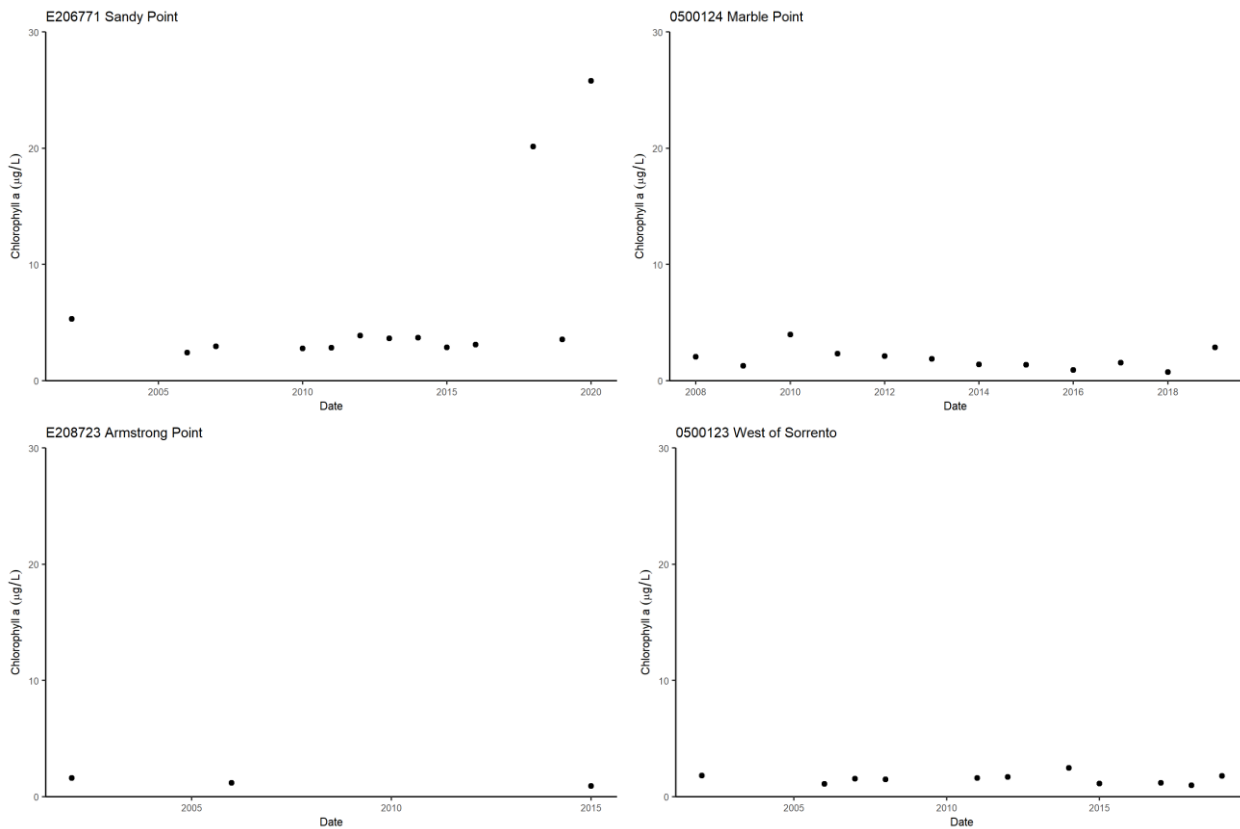 E206771 Sandy Point
30
20
10
0
Chlorophyll a (μg/L)
2005
2010
2015
2020
Date
0500124 Marble Point
30
20
10
0
Chlorophyll a (μg/L)
2008
2010
2012
2014
2016
2018
Date
E208723 Armstrong Point
30
20
10
0
Chlorophyll a (μg/L)
2005
2010
2015
Date
0500123 West of Sorrento
30
20
10
0
Chlorophyll a (μg/L)
2005
2010
2015
Date